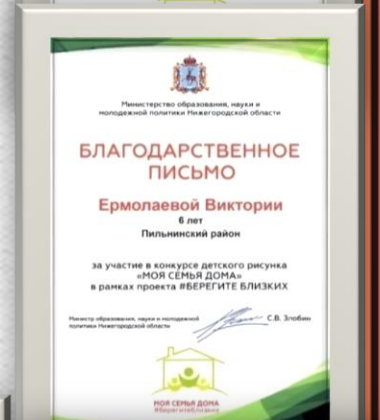 Министерство образования, науки и
молодежной политики Нижегородской области
БЛАГОДАРСТВЕННОЕ
ПИСЬМО
Ермолаевой Виктории
6 лет
Пильнинский район
за участие в конкурсе детского рисунка
«МОЯ СЕМЬЯ ДОМА»
в рамках проекта #БЕРЕГИТЕ БЛИЗКИХ
Министр образования, науки и молодежной
политики Нижегородской области
С.В. Злобин
МОЯ СЕМЬЯ ДОМА
#берегитеблизких